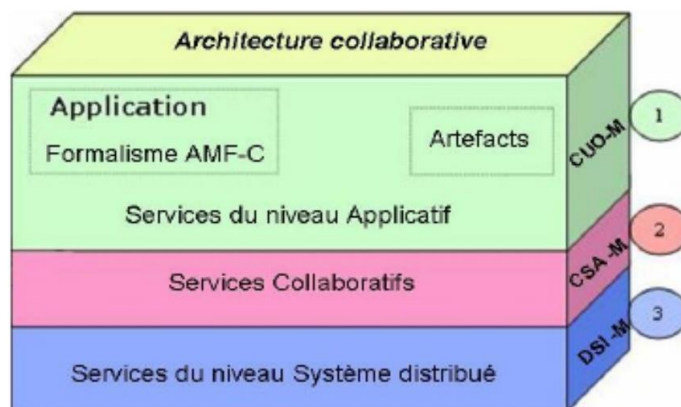 Architecture collaborative
Application
Formalisme AMF-C
Artefacts
Services du niveau Applicatif
CUO-M
1
Services Collaboratifs
CSA -M
2
Services du niveau Système distribué
DSI -M
3